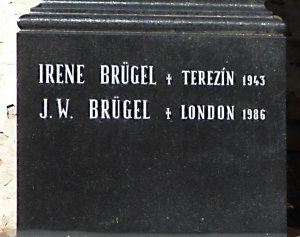 IRENE BRÜGEL ✝ TEREZÍN 1943
J.W. BRÜGEL ✝ LONDON 1986